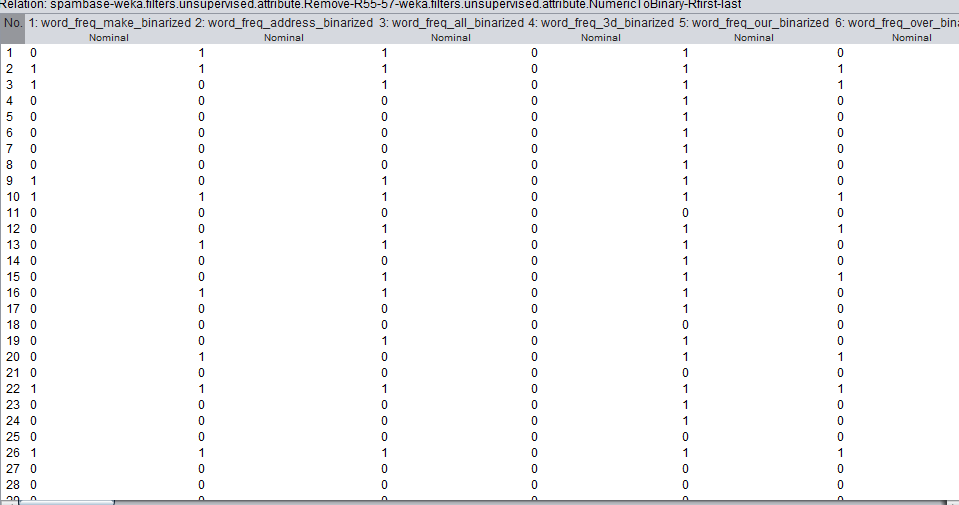 Relation: spambase-weka.filters.unsupervised.attribute.Remove-R55-57-weka.filters.unsupervised.attribute.NumericToBinary-Rfirst-last
No. 1: word_freq_make_binarized 2: word_freq_address_binarized 3: word_freq_all_binarized 4: word_freq_3d_binarized 5: word_freq_our_binarized 6: word_freq_over_bina
Nominal Nominal Nominal Nominal Nominal Nominal
1 0 1 1 0 1 0
2 1 1 1 0 1 1
3 1 0 1 0 1 1
4 0 0 0 0 1 0
5 0 0 0 0 1 0
6 0 0 0 0 1 0
7 0 0 0 0 1 0
8 0 0 0 0 1 0
9 1 0 1 0 1 0
10 1 1 1 0 1 1
11 0 0 0 0 0 0
12 0 0 1 0 1 1
13 0 1 1 0 1 0
14 0 0 0 0 1 0
15 0 0 1 0 1 1
16 0 1 1 0 1 0
17 0 0 0 0 1 0
18 0 0 0 0 0 0
19 0 0 1 0 1 0
20 0 1 0 0 1 1
21 0 0 0 0 0 0
22 1 1 1 0 1 1
23 0 0 0 0 1 0
24 0 0 0 0 1 0
25 0 0 0 0 0 0
26 1 1 1 0 1 1
27 0 0 0 0 0 0
28 0 0 0 0 0 0